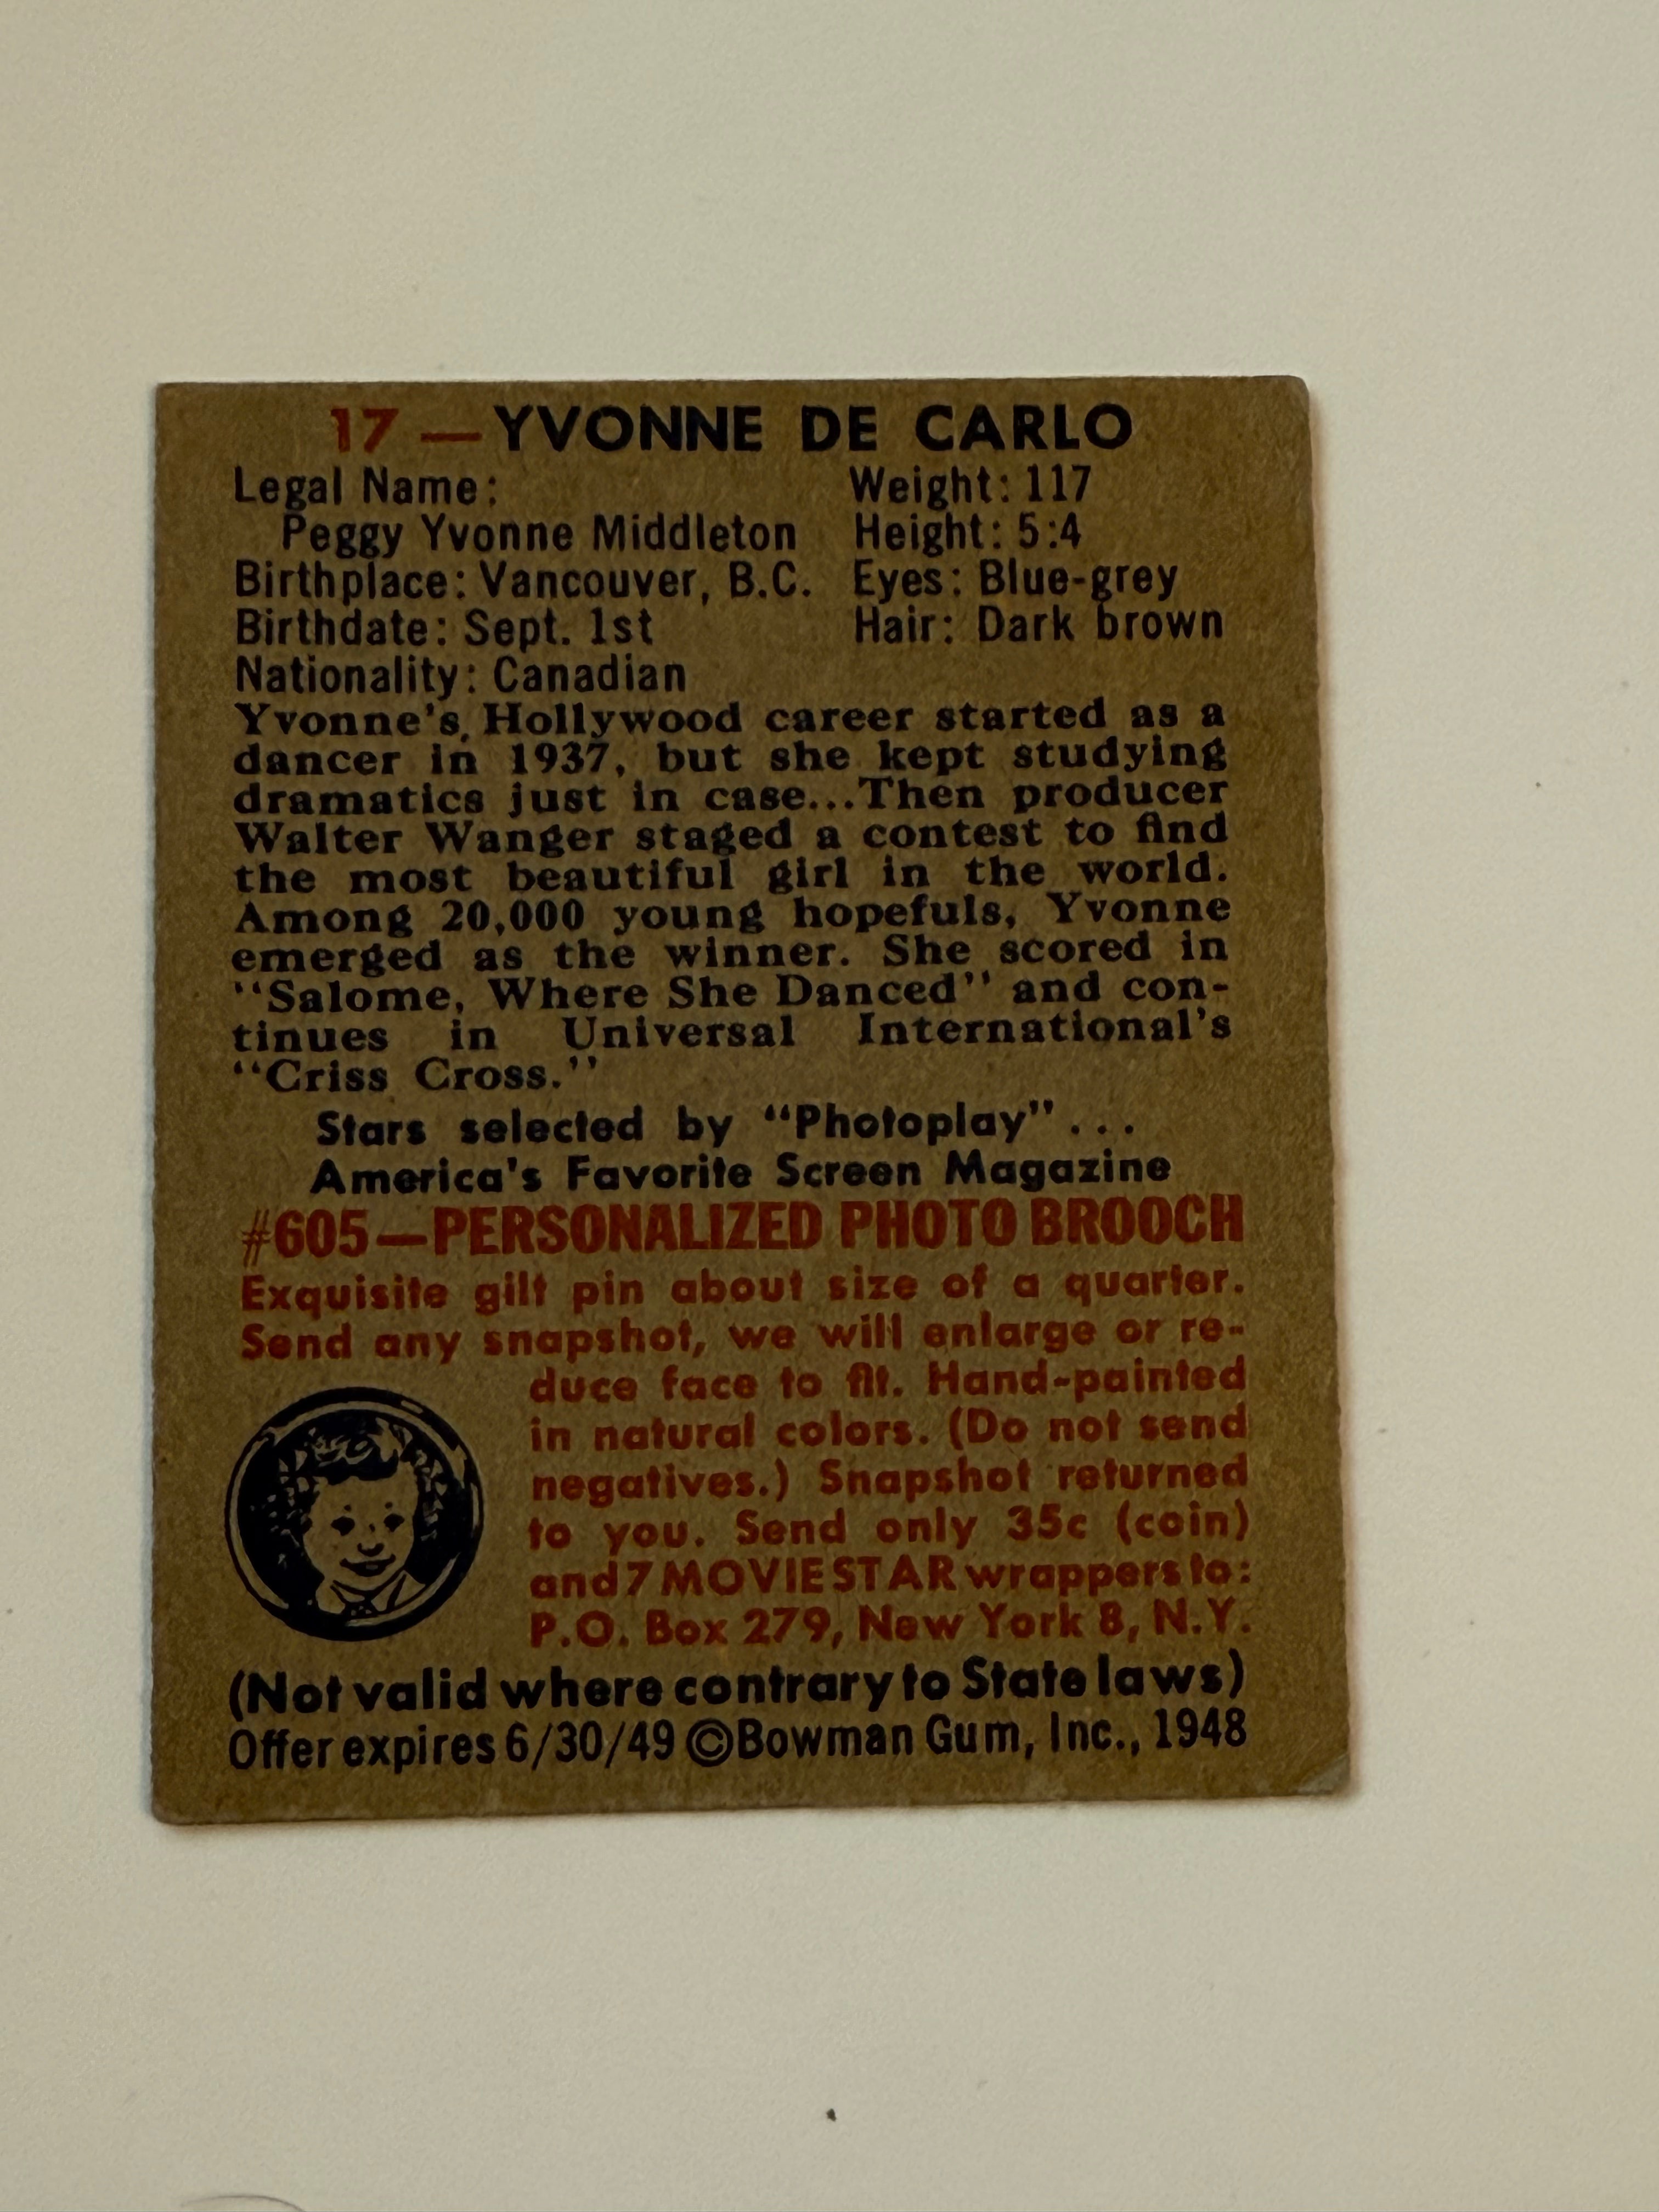 17 — YVONNE DE CARLO
Legal Name: Weight: 117
Peggy Yvonne Middleton Height: 5:4
Birthplace: Vancouver, B.C. Eyes: Blue-grey
Birthdate: Sept. 1st Hair: Dark brown
Nationality: Canadian
Yvonne's, Hollywood career started as a
dancer in 1937, but she kept studying
dramatics just in case...Then producer
Walter Wanger staged a contest to find
the most beautiful girl in the world.
Among 20,000 young hopefuls, Yvonne
emerged as the winner. She scored in
"Salome, Where She Danced" and con-
tinues in Universal International's
"Criss Cross."
Stars selected by "Photoplay"...
America's Favorite Screen Magazine
#605—PERSONALIZED PHOTO BROOCH
Exquisite gilt pin about size of a quarter.
Send any snapshot, we will enlarge or re-
duce face to fit. Hand-painted
in natural colors. (Do not send
negatives.) Snapshot returned
to you. Send only 35c (coin)
and 7 MOVIE STAR wrappers to:
P.O. Box 279, New York 8, N.Y.
(Not valid where contrary to State laws)
Offer expires 6/30/49 ©Bowman Gum, Inc., 1948